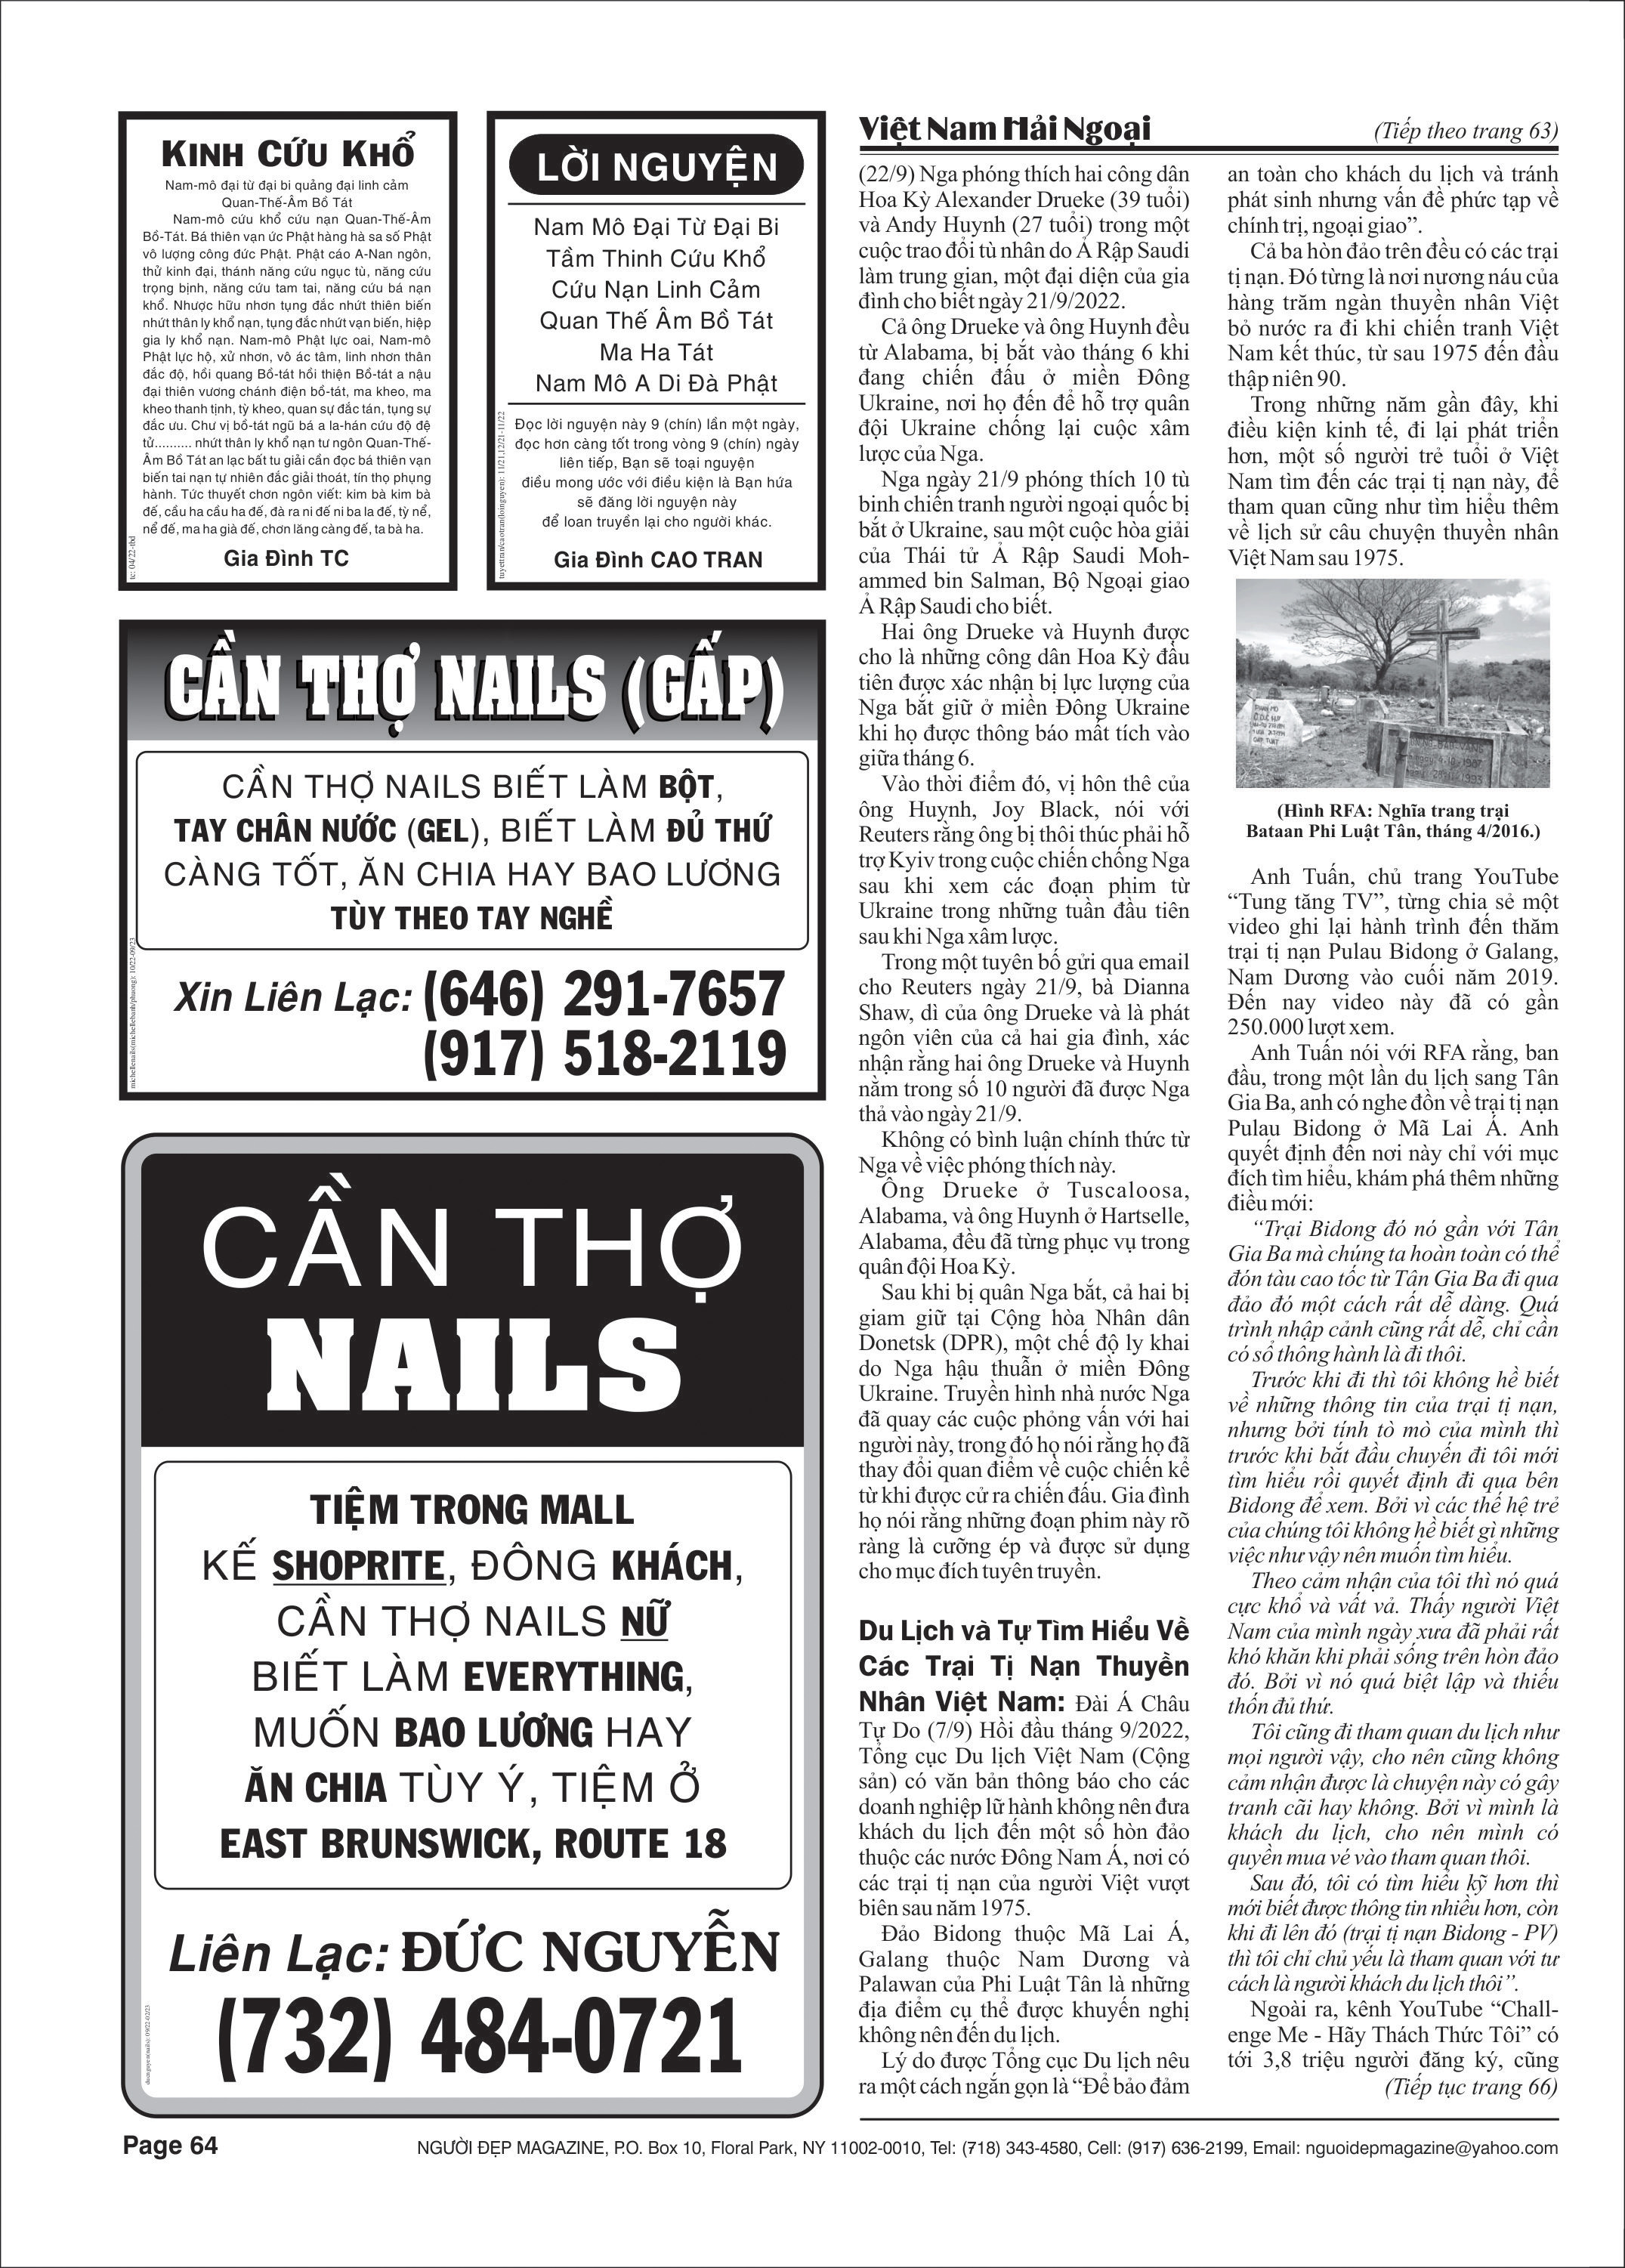 KINH CỨU KHỔ
Nam-mô đại từ đại bi quảng đại linh cảm
Quan-Thế-Âm Bồ Tát
Nam-mô cứu khổ cứu nạn Quan-Thế-Âm
Bồ-Tát. Bá thiên vạn ức Phật hàng hà sa số Phật
vô lượng công đức Phật. Phật cáo A-Nan ngôn,
thử kinh đại, thánh năng cứu ngục tù, năng cứu
trọng bịnh, năng cứu tam tai, năng cứu bá nạn
khổ. Nhược hữu nhơn tụng đắc nhứt thiên biến
nhứt thân ly khổ nạn, tụng đắc nhứt vạn biến, hiệp
gia ly khổ nạn. Nam-mô Phật lực oai, Nam-mô
Phật lực hộ, xử nhơn, vô ác tâm, linh nhơn thân
đắc độ, hồi quang Bồ-tát hồi thiện Bồ-tát a nậu
đại thiên vương chánh điện bồ-tát, ma kheo, ma
kheo thanh tịnh, tỳ kheo, quan sự đắc tán, tụng sự
đắc ưu. Chư vị bồ-tát ngũ bá a la-hán cứu độ đệ
tử.......... nhứt thân ly khổ nạn tư ngôn Quan-Thế-
Âm Bồ Tát an lạc bất tu giải cần đọc bá thiên vạn
biến tai nạn tự nhiên đắc giải thoát, tín thọ phụng
hành. Tức thuyết chơn ngôn viết: kim bà kim bà
đế, cầu ha cầu ha đế, đà ra ni đế ni ba la đế, tỳ nể,
nể đế, ma ha già đế, chơn lăng càng đế, ta bà ha.
Gia Đình TC
tc: 04/22-tbd
LỜI NGUYỆN
Nam Mô Đại Từ Đại Bi
Tầm Thinh Cứu Khổ
Cứu Nạn Linh Cảm
Quan Thế Âm Bồ Tát
Ma Ha Tát
Nam Mô A Di Đà Phật
Đọc lời nguyện này 9 (chín) lần một ngày,
đọc hơn càng tốt trong vòng 9 (chín) ngày
liên tiếp, Bạn sẽ toại nguyện
điều mong ước với điều kiện là Bạn hứa
sẽ đăng lời nguyện này
để loan truyền lại cho người khác.
Gia Đình CAO TRAN
tuyettran/caotran(loinguyen): 11/21,12/21-11/22
CẦN THỢ NAILS (GẤP)
CẦN THỢ NAILS BIẾT LÀM BỘT,
TAY CHÂN NƯỚC (GEL), BIẾT LÀM ĐỦ THỨ
CÀNG TỐT, ĂN CHIA HAY BAO LƯƠNG
TÙY THEO TAY NGHỀ
Xin Liên Lạc: (646) 291-7657
(917) 518-2119
CẦN THỢ
NAILS
TIỆM TRONG MALL
KẾ SHOPRITE, ĐÔNG KHÁCH,
CẦN THỢ NAILS NỮ
BIẾT LÀM EVERYTHING,
MUỐN BAO LƯƠNG HAY
ĂN CHIA TÙY Ý, TIỆM Ở
EAST BRUNSWICK, ROUTE 18
Liên Lạc: ĐỨC NGUYỄN
(732) 484-0721
Việt Nam Hải Ngoại
(Tiếp theo trang 63)
(22/9) Nga phóng thích hai công dân
Hoa Kỳ Alexander Drueke (39 tuổi)
và Andy Huynh (27 tuổi) trong một
cuộc trao đổi tù nhân do Ả Rập Saudi
làm trung gian, một đại diện của gia
đình cho biết ngày 21/9/2022.
Cả ông Drueke và ông Huynh đều
từ Alabama, bị bắt vào tháng 6 khi
đang chiến đấu ở miền Đông
Ukraine, nơi họ đến để hỗ trợ quân
đội Ukraine chống lại cuộc xâm
lược của Nga.
Nga ngày 21/9 phóng thích 10 tù
binh chiến tranh người ngoại quốc bị
bắt ở Ukraine, sau một cuộc hòa giải
của Thái tử Ả Rập Saudi Moh-
ammed bin Salman, Bộ Ngoại giao
Ả Rập Saudi cho biết.
Hai ông Drueke và Huynh được
cho là những công dân Hoa Kỳ đầu
tiên được xác nhận bị lực lượng của
Nga bắt giữ ở miền Đông Ukraine
khi họ được thông báo mất tích vào
giữa tháng 6.
Vào thời điểm đó, vị hôn thê của
ông Huynh, Joy Black, nói với
Reuters rằng ông bị thôi thúc phải hỗ
trợ Kyiv trong cuộc chiến chống Nga
sau khi xem các đoạn phim từ
Ukraine trong những tuần đầu tiên
sau khi Nga xâm lược.
Trong một tuyên bố gửi qua email
cho Reuters ngày 21/9, bà Dianna
Shaw, dì của ông Drueke và là phát
ngôn viên của cả hai gia đình, xác
nhận rằng hai ông Drueke và Huynh
nằm trong số 10 người đã được Nga
thả vào ngày 21/9.
Không có bình luận chính thức từ
Nga về việc phóng thích này.
Ông Drueke ở Tuscaloosa,
Alabama, và ông Huynh ở Hartselle,
Alabama, đều đã từng phục vụ trong
quân đội Hoa Kỳ.
Sau khi bị quân Nga bắt, cả hai bị
giam giữ tại Cộng hòa Nhân dân
Donetsk (DPR), một chế độ ly khai
do Nga hậu thuẫn ở miền Đông
Ukraine. Truyền hình nhà nước Nga
đã quay các cuộc phỏng vấn với hai
người này, trong đó họ nói rằng họ đã
thay đổi quan điểm về cuộc chiến kể
từ khi được cử ra chiến đấu. Gia đình
họ nói rằng những đoạn phim này rõ
ràng là cưỡng ép và được sử dụng
cho mục đích tuyên truyền.
Du Lịch và Tự Tìm Hiểu Về
Các Trại Tị Nạn Thuyền
Nhân Việt Nam: Đài Á Châu
Tự Do (7/9) Hồi đầu tháng 9/2022,
Tổng cục Du lịch Việt Nam (Cộng
sản) có văn bản thông báo cho các
doanh nghiệp lữ hành không nên đưa
khách du lịch đến một số hòn đảo
thuộc các nước Đông Nam Á, nơi có
các trại tị nạn của người Việt vượt
biên sau năm 1975.
Đảo Bidong thuộc Mã Lai Á,
Galang thuộc Nam Dương và
Palawan của Phi Luật Tân là những
địa điểm cụ thể được khuyến nghị
không nên đến du lịch.
Lý do được Tổng cục Du lịch nêu
ra một cách ngắn gọn là “Để bảo đảm
an toàn cho khách du lịch và tránh
phát sinh nhưng vấn đề phức tạp về
chính trị, ngoại giao”.
Cả ba hòn đảo trên đều có các trại
tị nạn. Đó từng là nơi nương náu của
hàng trăm ngàn thuyền nhân Việt
bỏ nước ra đi khi chiến tranh Việt
Nam kết thúc, từ sau 1975 đến đầu
thập niên 90.
Trong những năm gần đây, khi
điều kiện kinh tế, đi lại phát triển
hơn, một số người trẻ tuổi ở Việt
Nam tìm đến các trại tị nạn này, để
tham quan cũng như tìm hiểu thêm
về lịch sử câu chuyện thuyền nhân
Việt Nam sau 1975.
(Hình RFA: Nghĩa trang trại
Bataan Phi Luật Tân, tháng 4/2016.)
Anh Tuấn, chủ trang YouTube
“Tung tăng TV”, từng chia sẻ một
video ghi lại hành trình đến thăm
trại tị nạn Pulau Bidong ở Galang,
Nam Dương vào cuối năm 2019.
Đến nay video này đã có gần
250.000 lượt xem.
Anh Tuấn nói với RFA rằng, ban
đầu, trong một lần du lịch sang Tân
Gia Ba, anh có nghe đồn về trại tị nạn
Pulau Bidong ở Mã Lai Á. Anh
quyết định đến nơi này chỉ với mục
đích tìm hiểu, khám phá thêm những
điều mới:
“Trại Bidong đó nó gần với Tân
Gia Ba mà chúng ta hoàn toàn có thể
đón tàu cao tốc từ Tân Gia Ba đi qua
đảo đó một cách rất dễ dàng. Quá
trình nhập cảnh cũng rất dễ, chỉ cần
có sổ thông hành là đi thôi.
Trước khi đi thì tôi không hề biết
về những thông tin của trại tị nạn,
nhưng bởi tính tò mò của mình thì
trước khi bắt đầu chuyến đi tôi mới
tìm hiểu rồi quyết định đi qua bên
Bidong để xem. Bởi vì các thế hệ trẻ
của chúng tôi không hề biết gì những
việc như vậy nên muốn tìm hiểu.
Theo cảm nhận của tôi thì nó quá
cực khổ và vất vả. Thấy người Việt
Nam của mình ngày xưa đã phải rất
khó khăn khi phải sống trên hòn đảo
đó. Bởi vì nó quá biệt lập và thiếu
thốn đủ thứ.
Tôi cũng đi tham quan du lịch như
mọi người vậy, cho nên cũng không
cảm nhận được là chuyện này có gây
tranh cãi hay không. Bởi vì mình là
khách du lịch, cho nên mình có
quyền mua vé vào tham quan thôi.
Sau đó, tôi có tìm hiểu kỹ hơn thì
mới biết được thông tin nhiều hơn, còn
khi đi lên đó (trại tị nạn Bidong - PV)
thì tôi chỉ chủ yếu là tham quan với tư
cách là người khách du lịch thôi”.
Ngoài ra, kênh YouTube “Chall-
enge Me - Hãy Thách Thức Tôi” có
tới 3,8 triệu người đăng ký, cũng
(Tiếp tục trang 66)
Page 64
NGƯỜI ĐẸP MAGAZINE, P.O. Box 10, Floral Park, NY 11002-0010, Tel: (718) 343-4580, Cell: (917) 636-2199, Email: nguoidepmagazine@yahoo.com